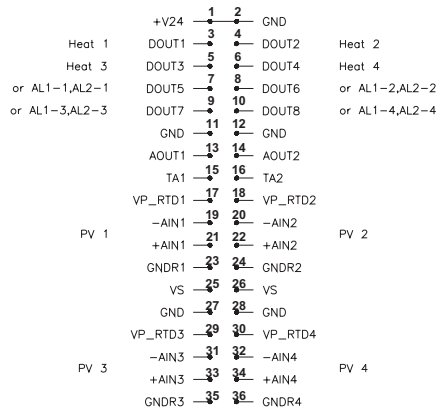 +V24 1 2 GND
Heat 1 DOUT1 3 4 DOUT2 Heat 2
Heat 3 DOUT3 5 6 DOUT4 Heat 4
or AL1-1,AL2-1 DOUT5 7 8 DOUT6 or AL1-2,AL2-2
or AL1-3,AL2-3 DOUT7 9 10 DOUT8 or AL1-4,AL2-4
GND 11 12 GND
AOUT1 13 14 AOUT2
TA1 15 16 TA2
VP_RTD1 17 18 VP_RTD2
-AIN1 19 20 -AIN2
PV 1 PV 2
+AIN1 21 22 +AIN2
GNDR1 23 24 GNDR2
VS 25 26 VS
GND 27 28 GND
VP_RTD3 29 30 VP_RTD4
-AIN3 31 32 -AIN4
PV 3 PV 4
+AIN3 33 34 +AIN4
GNDR3 35 36 GNDR4